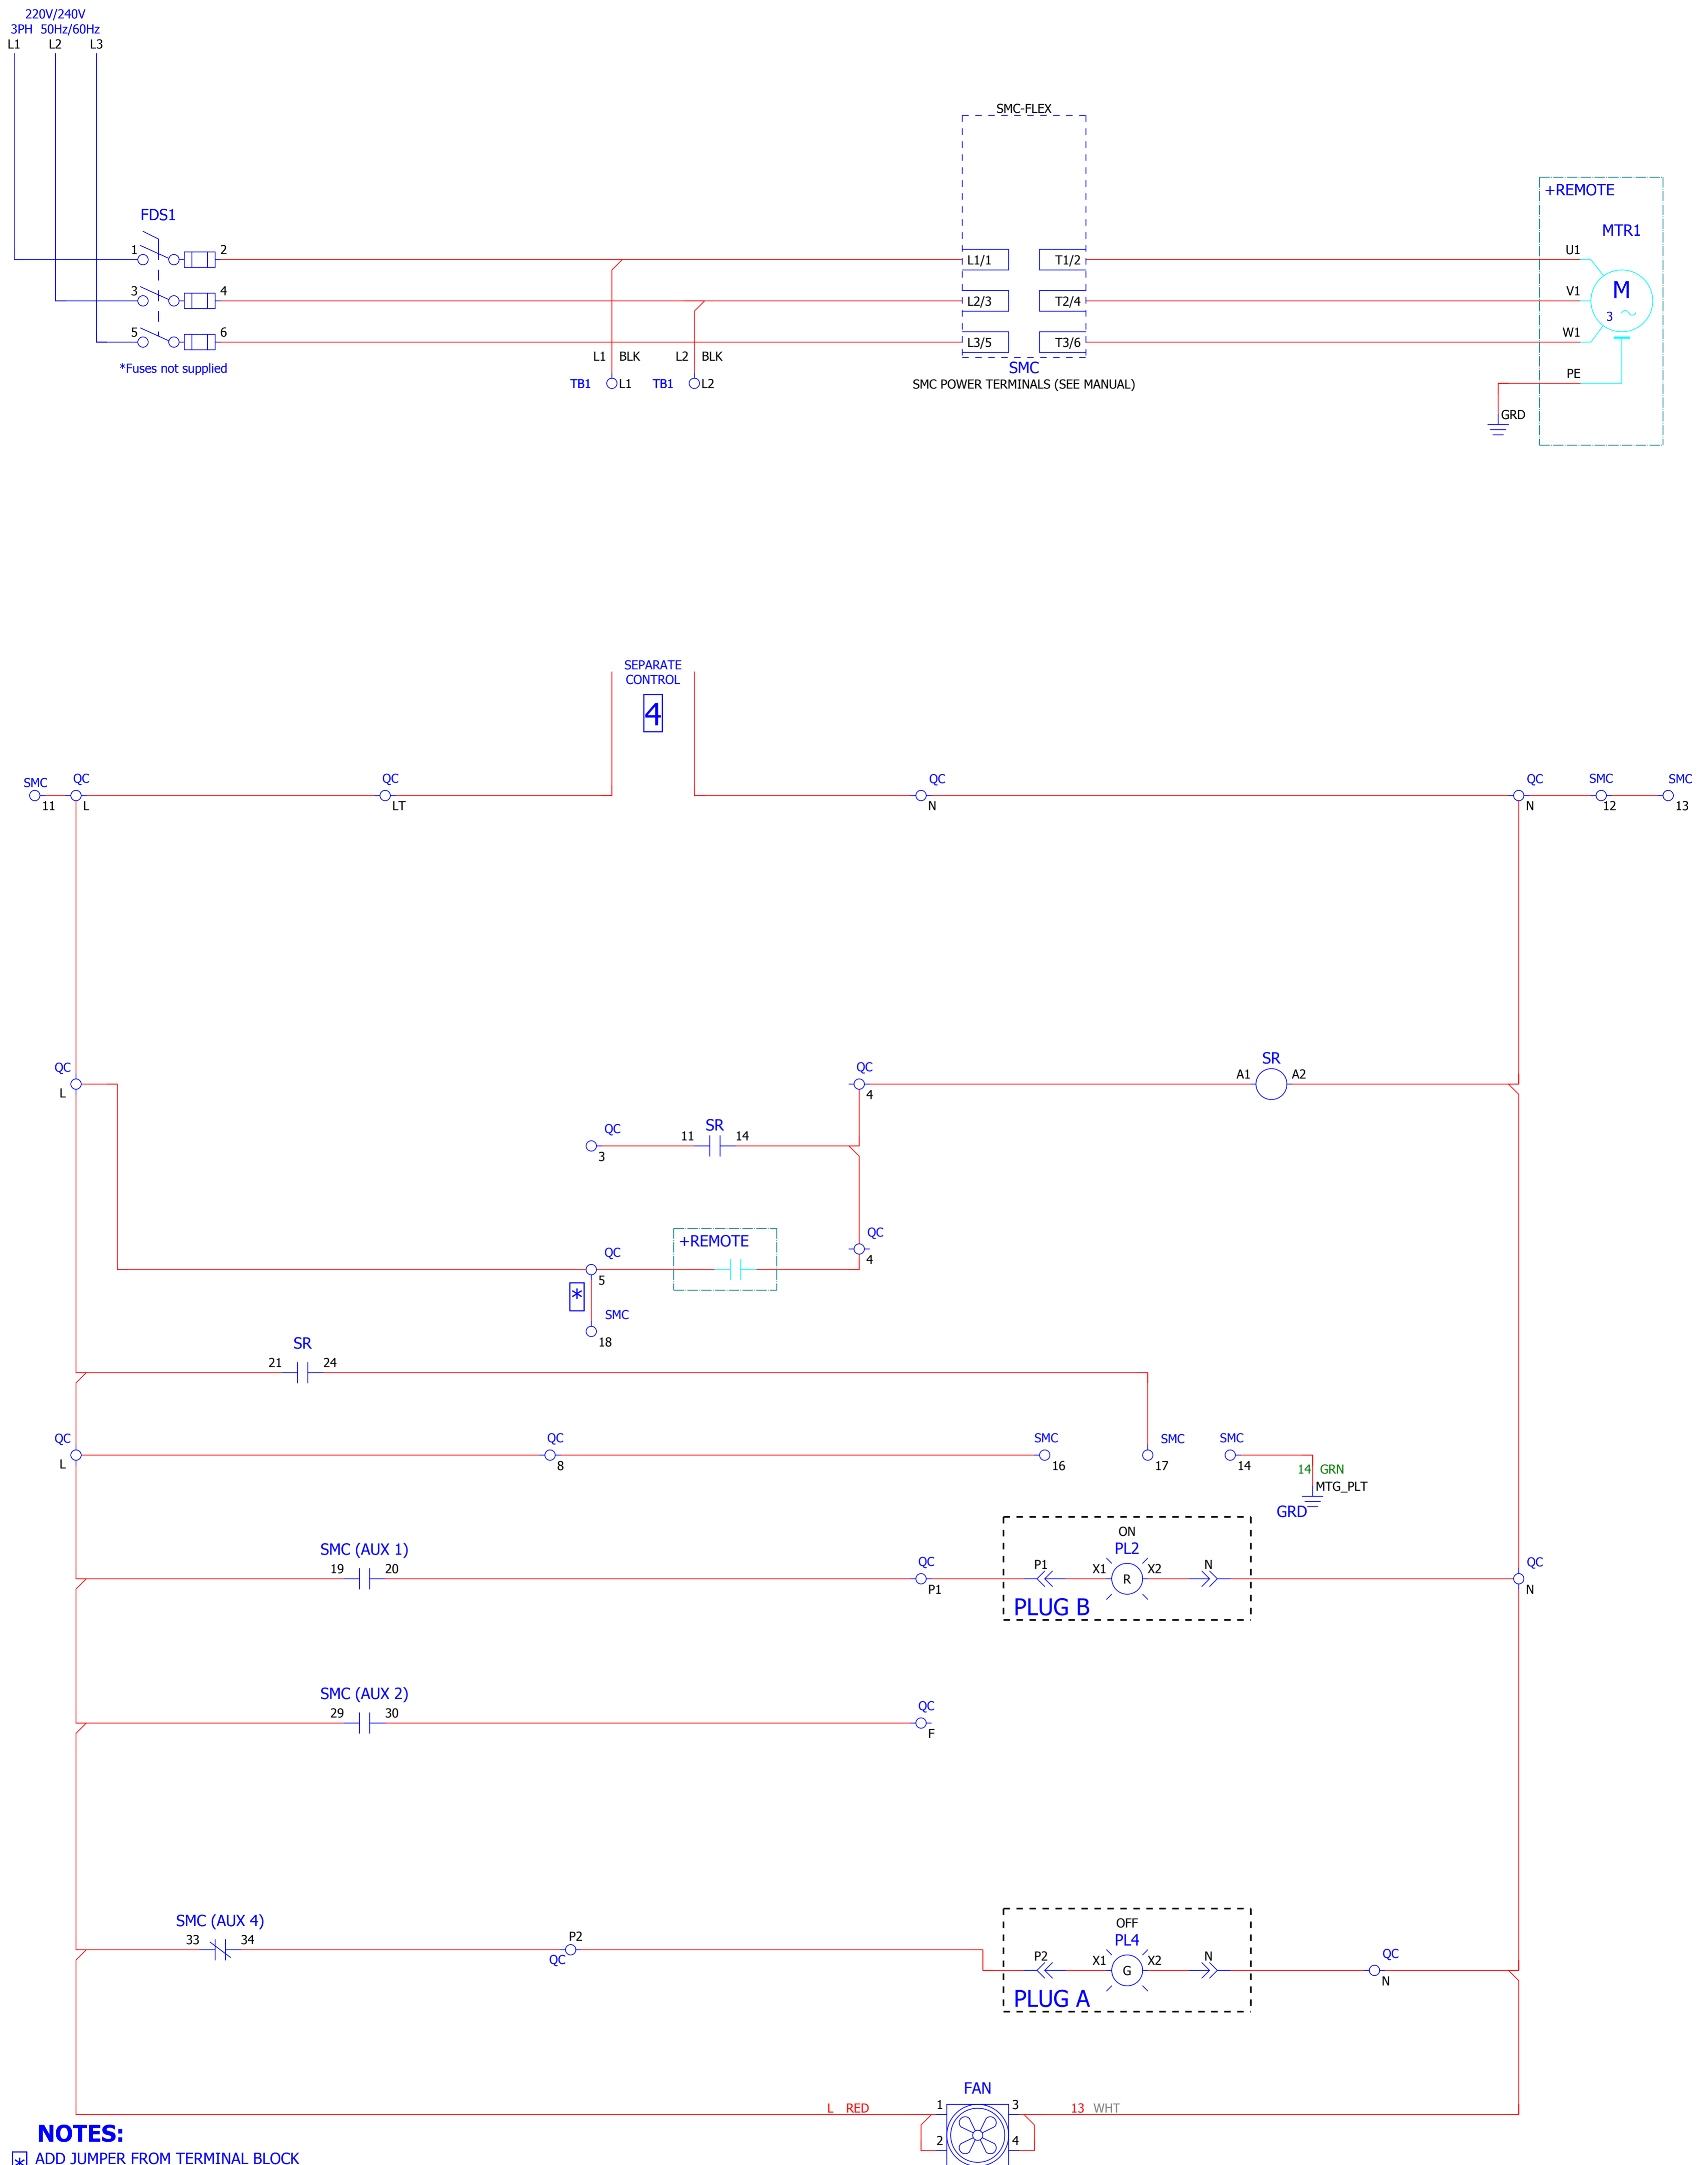 220V/240V
3PH 50Hz/60Hz
L1 L2 L3
SMC-FLEX
+REMOTE
MTR1
FDS1
1 2
L1/1 T1/2
U1
3 4
L2/3 T2/4
V1
M
3
5 6
L3/5 T3/6
W1
*Fuses not supplied
L1 BLK L2 BLK
TB1 L1 TB1 L2
SMC
SMC POWER TERMINALS (SEE MANUAL)
PE
GRD
SEPARATE
CONTROL
4
SMC QC QC QC QC SMC SMC
11 L LT N N 12 13
QC QC SR
L 4 A1 A2
QC SR
3 11 14
QC
4
QC +REMOTE
5
*
SMC
18
SR
21 24
QC QC SMC SMC SMC
L 8 16 17 14
14 GRN
MTG_PLT
GRD
ON
SMC (AUX 1) PL2
19 20 QC P1 X1 R X2 N QC
P1 N
PLUG B
SMC (AUX 2)
29 30 QC
F
OFF
SMC (AUX 4) PL4
33 34 P2 P2 X1 G X2 N QC
QC N
PLUG A
FAN
L RED 1 3 13 WHT
2 4
NOTES:
* ADD JUMPER FROM TERMINAL BLOCK